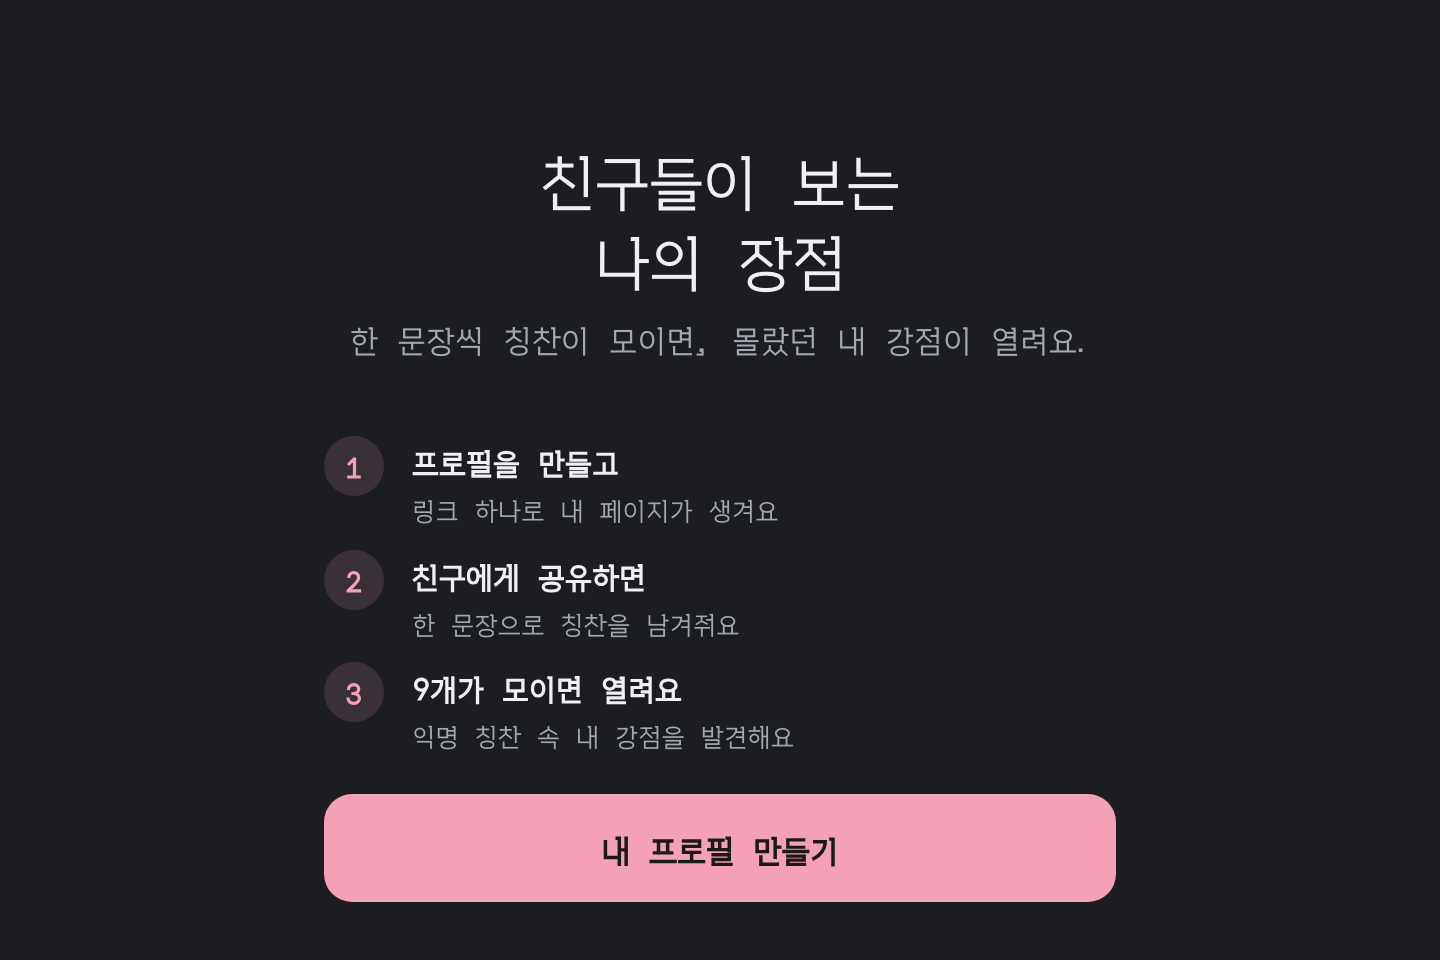 친구들이 보는
나의 장점
한 문장씩 칭찬이 모이면, 몰랐던 내 강점이 열려요.
1
프로필을 만들고
링크 하나로 내 페이지가 생겨요
2
친구에게 공유하면
한 문장으로 칭찬을 남겨줘요
3
9개가 모이면 열려요
익명 칭찬 속 내 강점을 발견해요
내 프로필 만들기